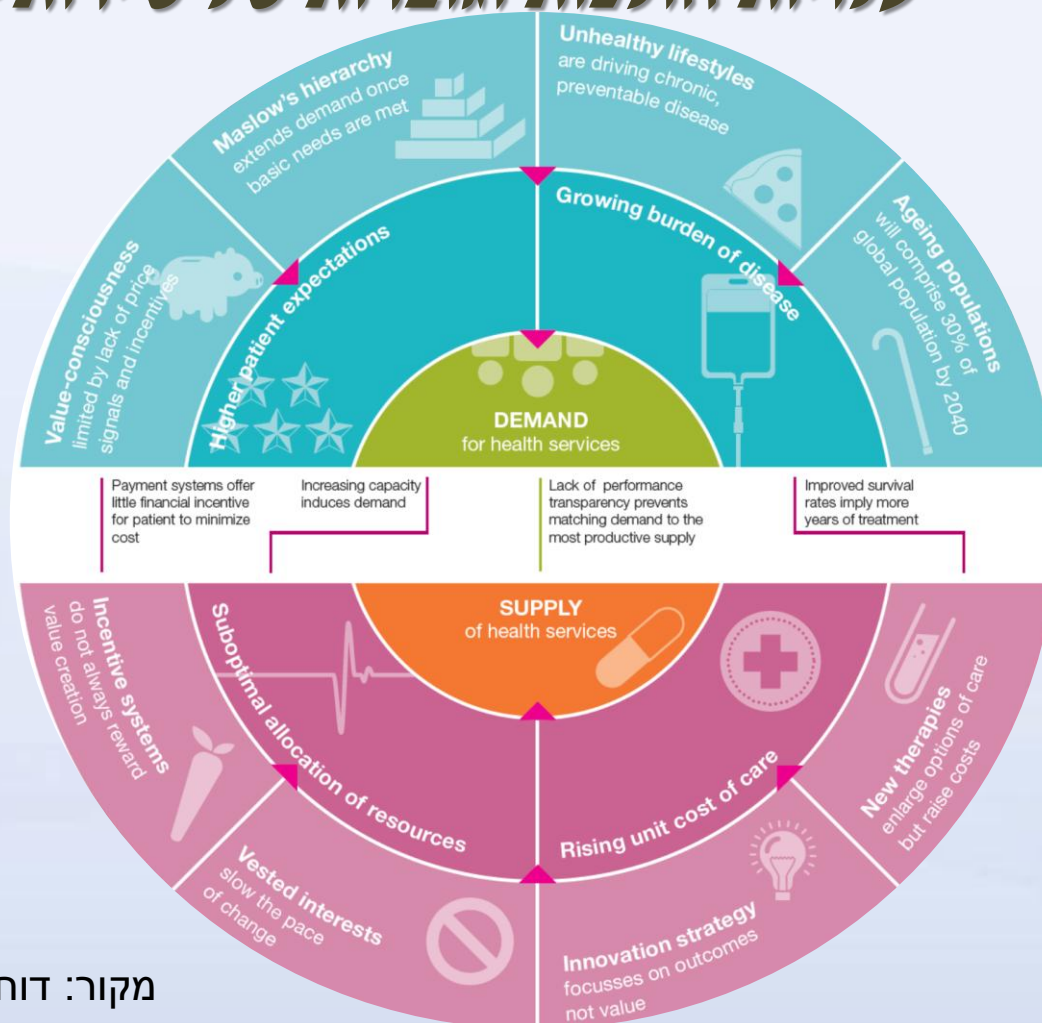 Maslow's hierarchy
extends demand once
basic needs are met
Unhealthy lifestyles
are driving chronic,
preventable disease
Value-consciousness
limited by lack of price
signals and incentives
Higher patient expectations
Growing burden of disease
Ageing populations
will comprise 30% of
global population by 2040
DEMAND
for health services
Payment systems offer
little financial incentive
for patient to minimize
cost
Increasing capacity
induces demand
Lack of performance
transparency prevents
matching demand to the
most productive supply
Improved survival
rates imply more
years of treatment
SUPPLY
of health services
Incentive systems
do not always reward
value creation
Suboptimal allocation of resources
Rising unit cost of care
New therapies
enlarge options of care
but raise costs
Vested interests
slow the pace
of change
Innovation strategy
focusses on outcomes
not value
מקור: דוח